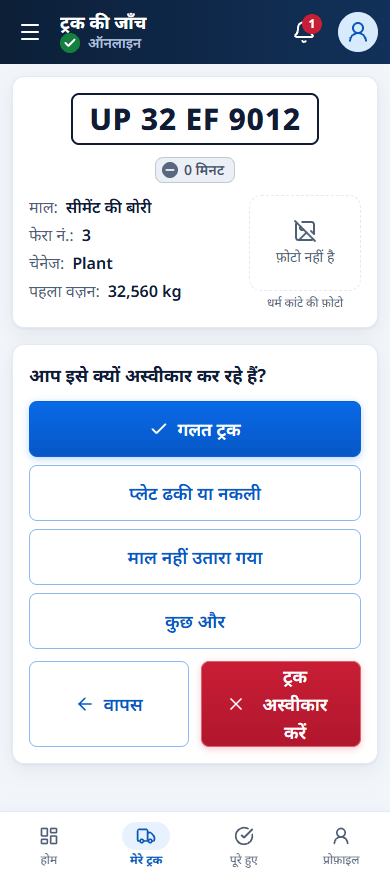 ट्रक की जाँच
ऑनलाइन
1
UP 32 EF 9012
0 मिनट
माल: सीमेंट की बोरी
फेरा नं.: 3
चेनेज: Plant
पहला वज़न: 32,560 kg
फ़ोटो नहीं है
धर्म कांटे की फ़ोटो
आप इसे क्यों अस्वीकार कर रहे हैं?
गलत ट्रक
प्लेट ढकी या नकली
माल नहीं उतारा गया
कुछ और
वापस
ट्रक
अस्वीकार
करें
होम
मेरे ट्रक
पूरे हुए
प्रोफ़ाइल